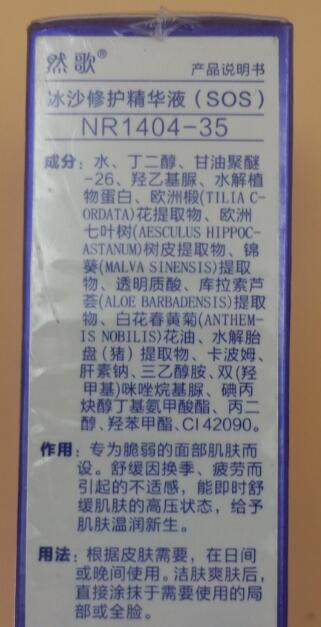 然歌® 产品说明书
冰沙修护精华液（SOS）
NR1404-35
成分：水、丁二醇、甘油聚醚
-26、羟乙基脲、水解植
物蛋白、欧洲椴(TILIA C-
ORDATA)花提取物、欧洲
七叶树(AESCULUS HIPPOC-
ASTANUM)树皮提取物、锦
葵(MALVA SINENSIS)提取
物、透明质酸、库拉索芦
荟(ALOE BARBADENSIS)提取
物、白花春黄菊(ANTHEM-
IS NOBILIS)花油、水解胎
盘（猪）提取物、卡波姆、
肝素钠、三乙醇胺、双(羟
甲基)咪唑烷基脲、碘丙
炔醇丁基氨甲酸酯、丙二
醇、羟苯甲酯、CI 42090。
作用：专为脆弱的面部肌肤而
设。舒缓因换季、疲劳而
引起的不适感，能即时舒
缓肌肤的高压状态，给予
肌肤温润新生。
用法：根据皮肤需要，在日间
或晚间使用。洁肤爽肤后，
直接涂抹于需要使用的局
部或全脸。